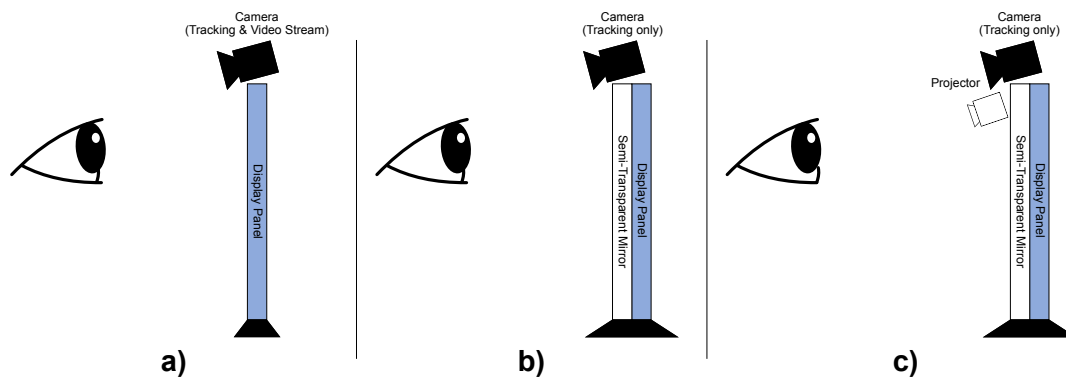 Camera
(Tracking & Video Stream)
Display Panel
a)
Camera
(Tracking only)
Semi-Transparent Mirror
Display Panel
b)
Camera
(Tracking only)
Projector
Semi-Transparent Mirror
Display Panel
c)